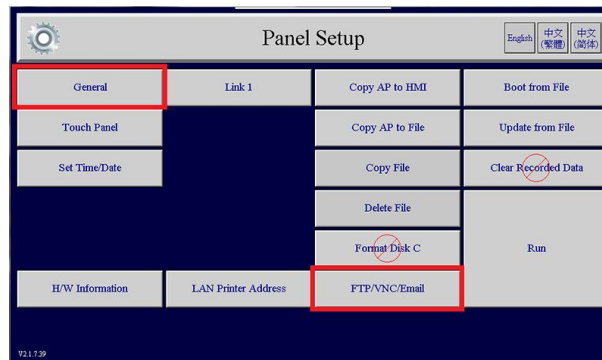 Panel Setup
English
中文
(繁體)
中文
(简体)
General
Link 1
Copy AP to HMI
Boot from File
Touch Panel
Copy AP to File
Update from File
Set Time/Date
Copy File
Clear Recorded Data
Delete File
Format Disk C
Run
H/W Information
LAN Printer Address
FTP/VNC/Email
V2.1.7.39